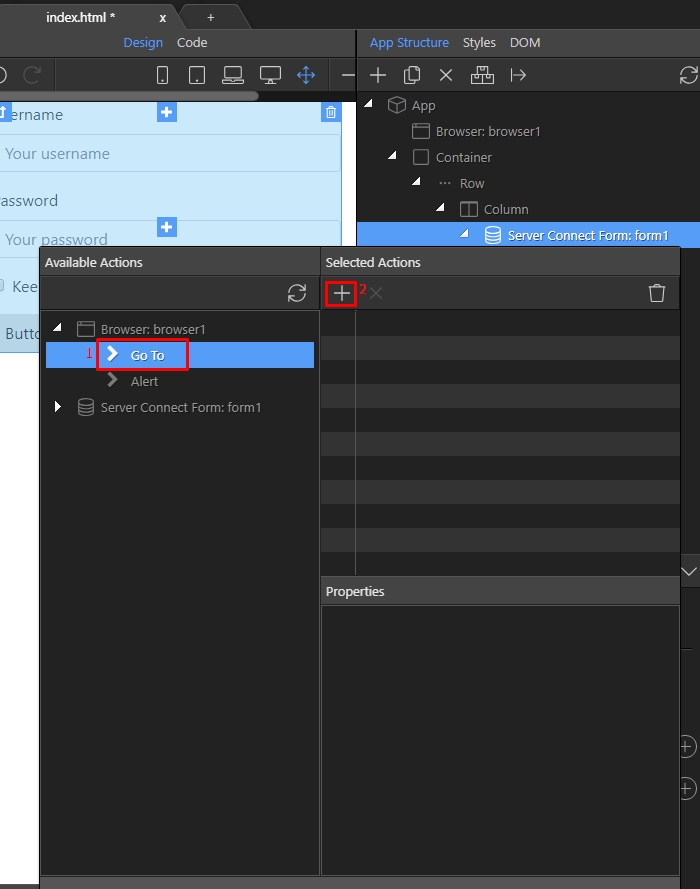 index.html * x +
Design Code
App Structure Styles DOM
ername
Your username
assword
Your password
Kee
Butto
App
Browser: browser1
Container
Row
Column
Server Connect Form: form1
Available Actions
Selected Actions
2
Browser: browser1
1 Go To
Alert
Server Connect Form: form1
Properties